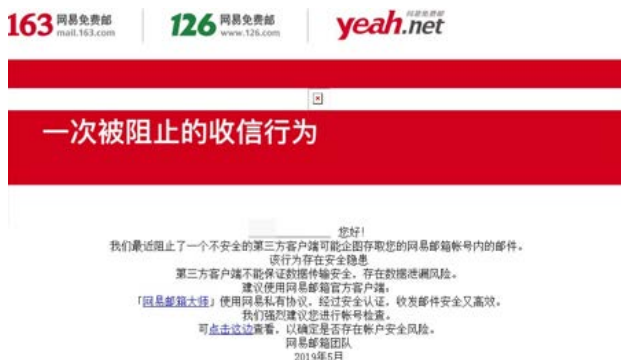 163 网易免费邮
mail.163.com
126 网易免费邮
www.126.com
yeah.net 网易免费邮
一次被阻止的收信行为
您好!
我们最近阻止了一个不安全的第三方客户端可能企图存取您的网易邮箱帐号内的邮件。
该行为存在安全隐患
第三方客户端不能保证数据传输安全,存在数据泄漏风险。
建议使用网易邮箱官方客户端:
「网易邮箱大师」使用网易私有协议,经过安全认证,收发邮件安全又高效。
我们强烈建议您进行帐号检查。
可点击这边查看,以确定是否存在帐户安全风险。
网易邮箱团队
2019年5月